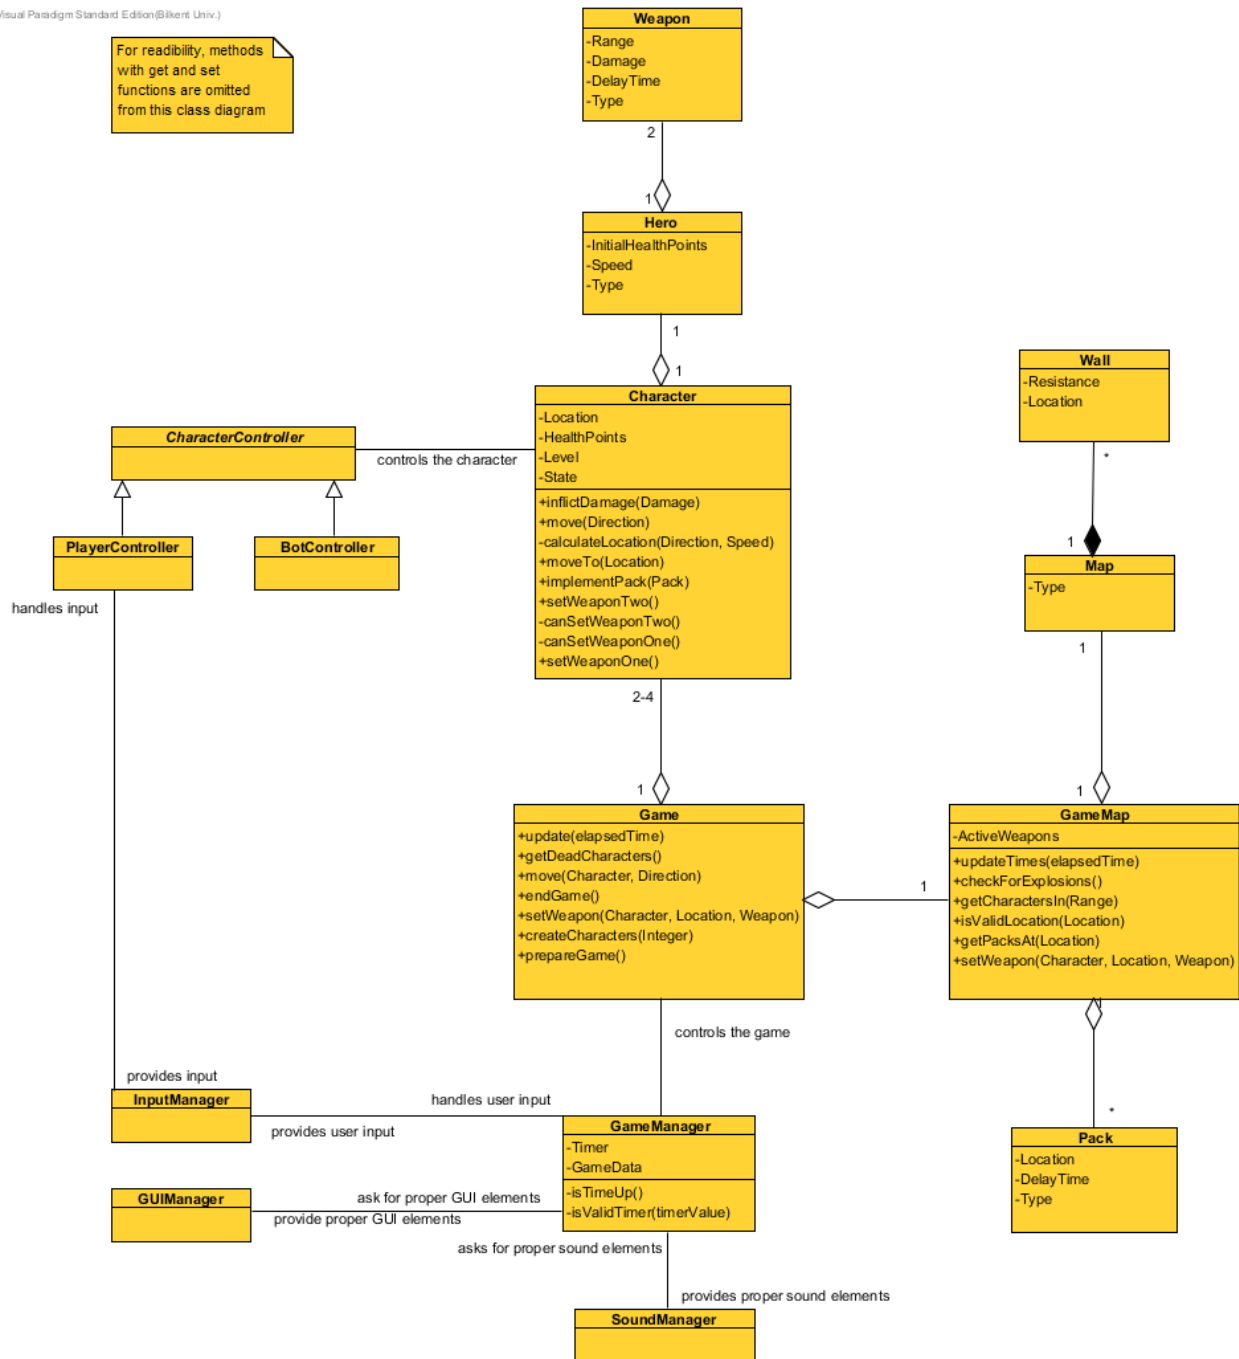 Visual Paradigm Standard Edition(Bilkent Univ.)
For readibility, methods
with get and set
functions are omitted
from this class diagram
Weapon
-Range
-Damage
-DelayTime
-Type
2
1
Hero
-InitialHealthPoints
-Speed
-Type
1
1
Character
-Location
-HealthPoints
-Level
-State
+inflictDamage(Damage)
+move(Direction)
-calculateLocation(Direction, Speed)
+moveTo(Location)
+implementPack(Pack)
+setWeaponTwo()
-canSetWeaponTwo()
-canSetWeaponOne()
+setWeaponOne()
CharacterController
controls the character
PlayerController
BotController
handles input
Wall
-Resistance
-Location
*
1
Map
-Type
1
2-4
1
1
Game
+update(elapsedTime)
+getDeadCharacters()
+move(Character, Direction)
+endGame()
+setWeapon(Character, Location, Weapon)
+createCharacters(Integer)
+prepareGame()
1
GameMap
-ActiveWeapons
+updateTimes(elapsedTime)
+checkForExplosions()
+getCharactersIn(Range)
+isValidLocation(Location)
+getPacksAt(Location)
+setWeapon(Character, Location, Weapon)
1
controls the game
provides input
InputManager
handles user input
provides user input
GameManager
-Timer
-GameData
-isTimeUp()
-isValidTimer(timerValue)
*
Pack
-Location
-DelayTime
-Type
GUIManager
ask for proper GUI elements
provide proper GUI elements
asks for proper sound elements
provides proper sound elements
SoundManager